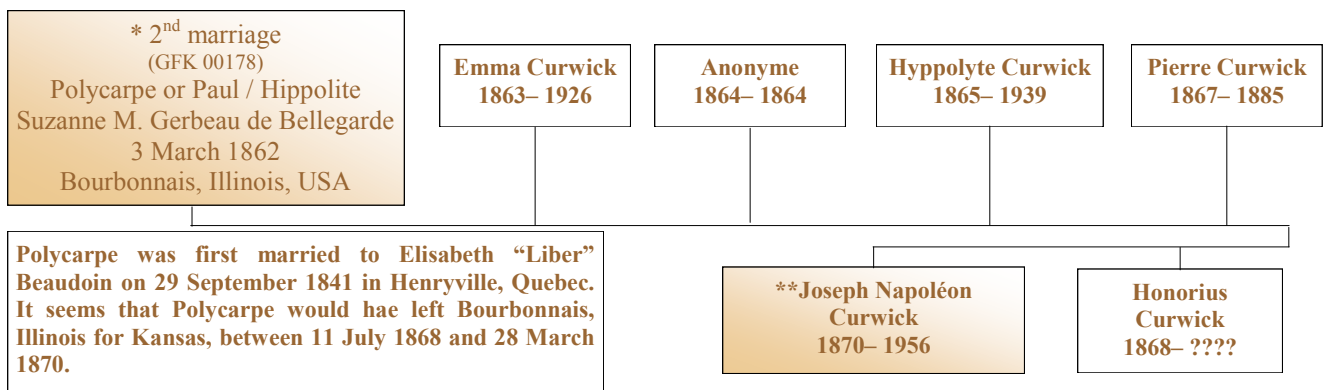 * 2nd marriage
(GFK 00178)
Polycarpe or Paul / Hippolite
Suzanne M. Gerbeau de Bellegarde
3 March 1862
Bourbonnais, Illinois, USA
Emma Curwick
1863– 1926
Anonyme
1864– 1864
Hyppolyte Curwick
1865– 1939
Pierre Curwick
1867– 1885
Polycarpe was first married to Elisabeth “Liber”
Beaudoin on 29 September 1841 in Henryville, Quebec.
It seems that Polycarpe would hae left Bourbonnais,
Illinois for Kansas, between 11 July 1868 and 28 March
1870.
**Joseph Napoléon
Curwick
1870– 1956
Honorius
Curwick
1868– ????